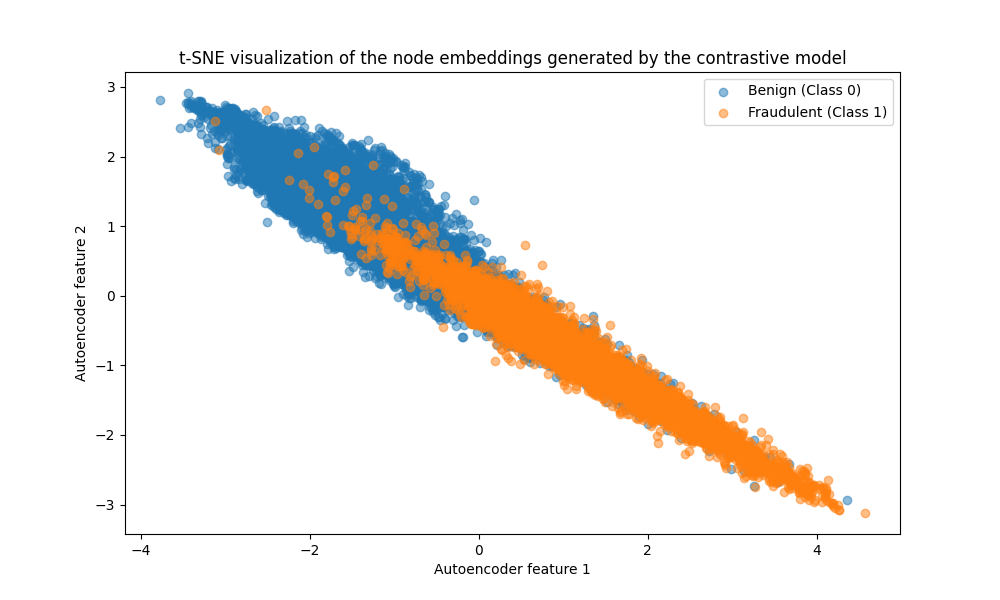 t-SNE visualization of the node embeddings generated by the contrastive model
Benign (Class 0)
Fraudulent (Class 1)
3
2
1
0
−1
−2
−3
Autoencoder feature 2
−4
−2
0
2
4
Autoencoder feature 1